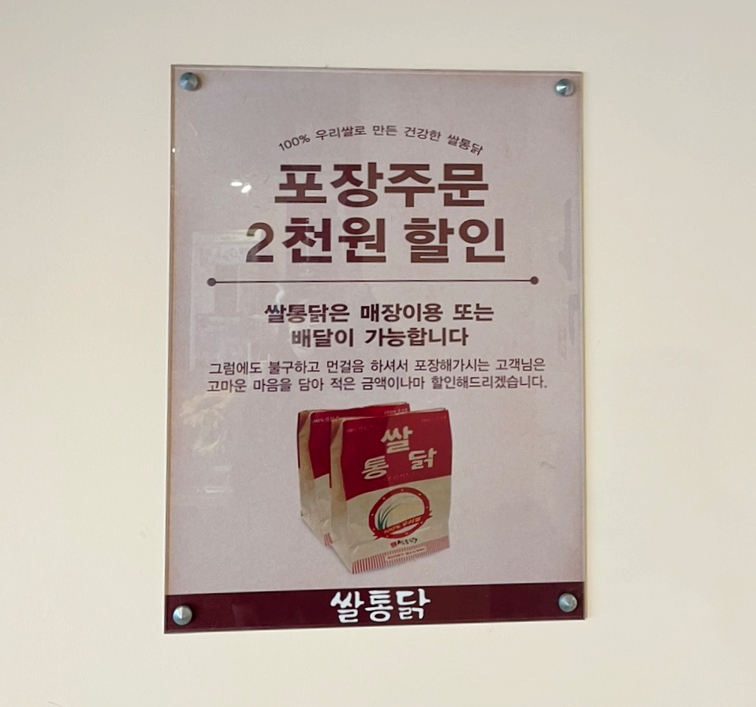 100% 우리쌀로 만든 건강한 쌀통닭
포장주문
2천원 할인
쌀통닭은 매장이용 또는
배달이 가능합니다
그럼에도 불구하고 먼걸음 하셔서 포장해가시는 고객님은
고마운 마음을 담아 적은 금액이나마 할인해드리겠습니다.
쌀
통 닭
쌀통닭